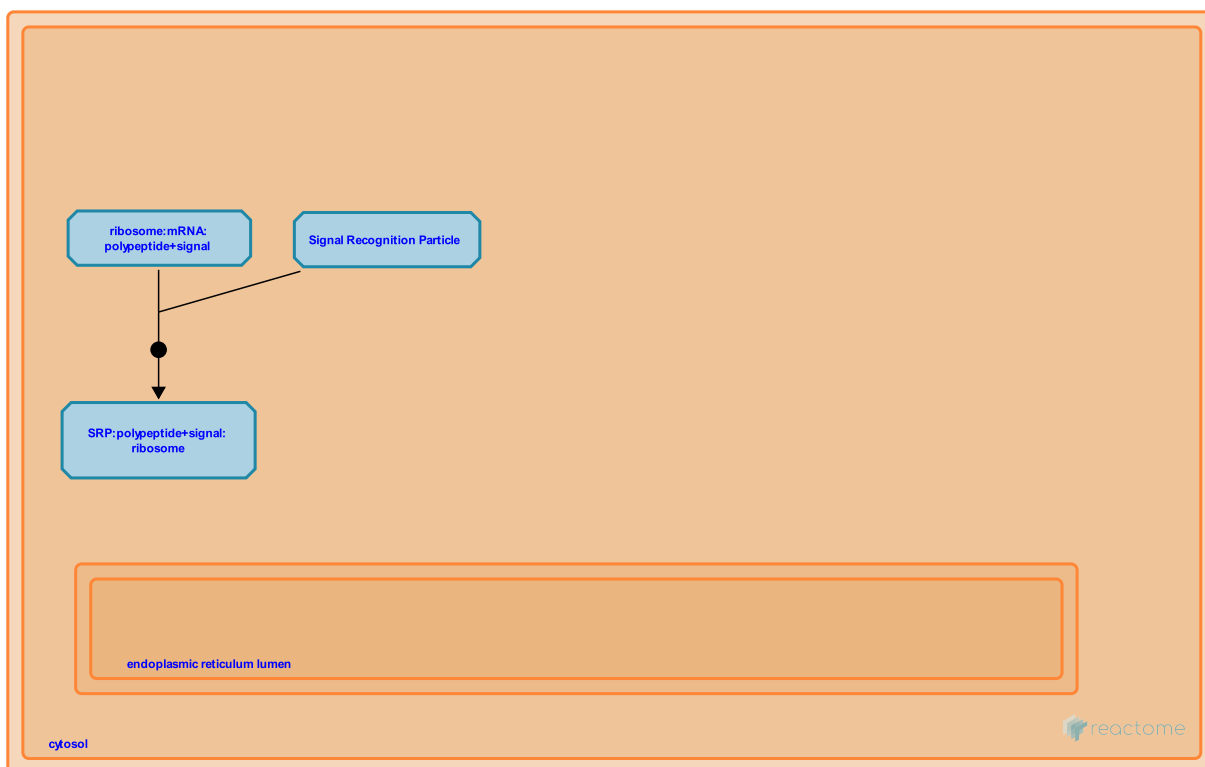 ribosome:mRNA:
polypeptide+signal
Signal Recognition Particle
SRP:polypeptide+signal:
ribosome
endoplasmic reticulum lumen
cytosol
reactome